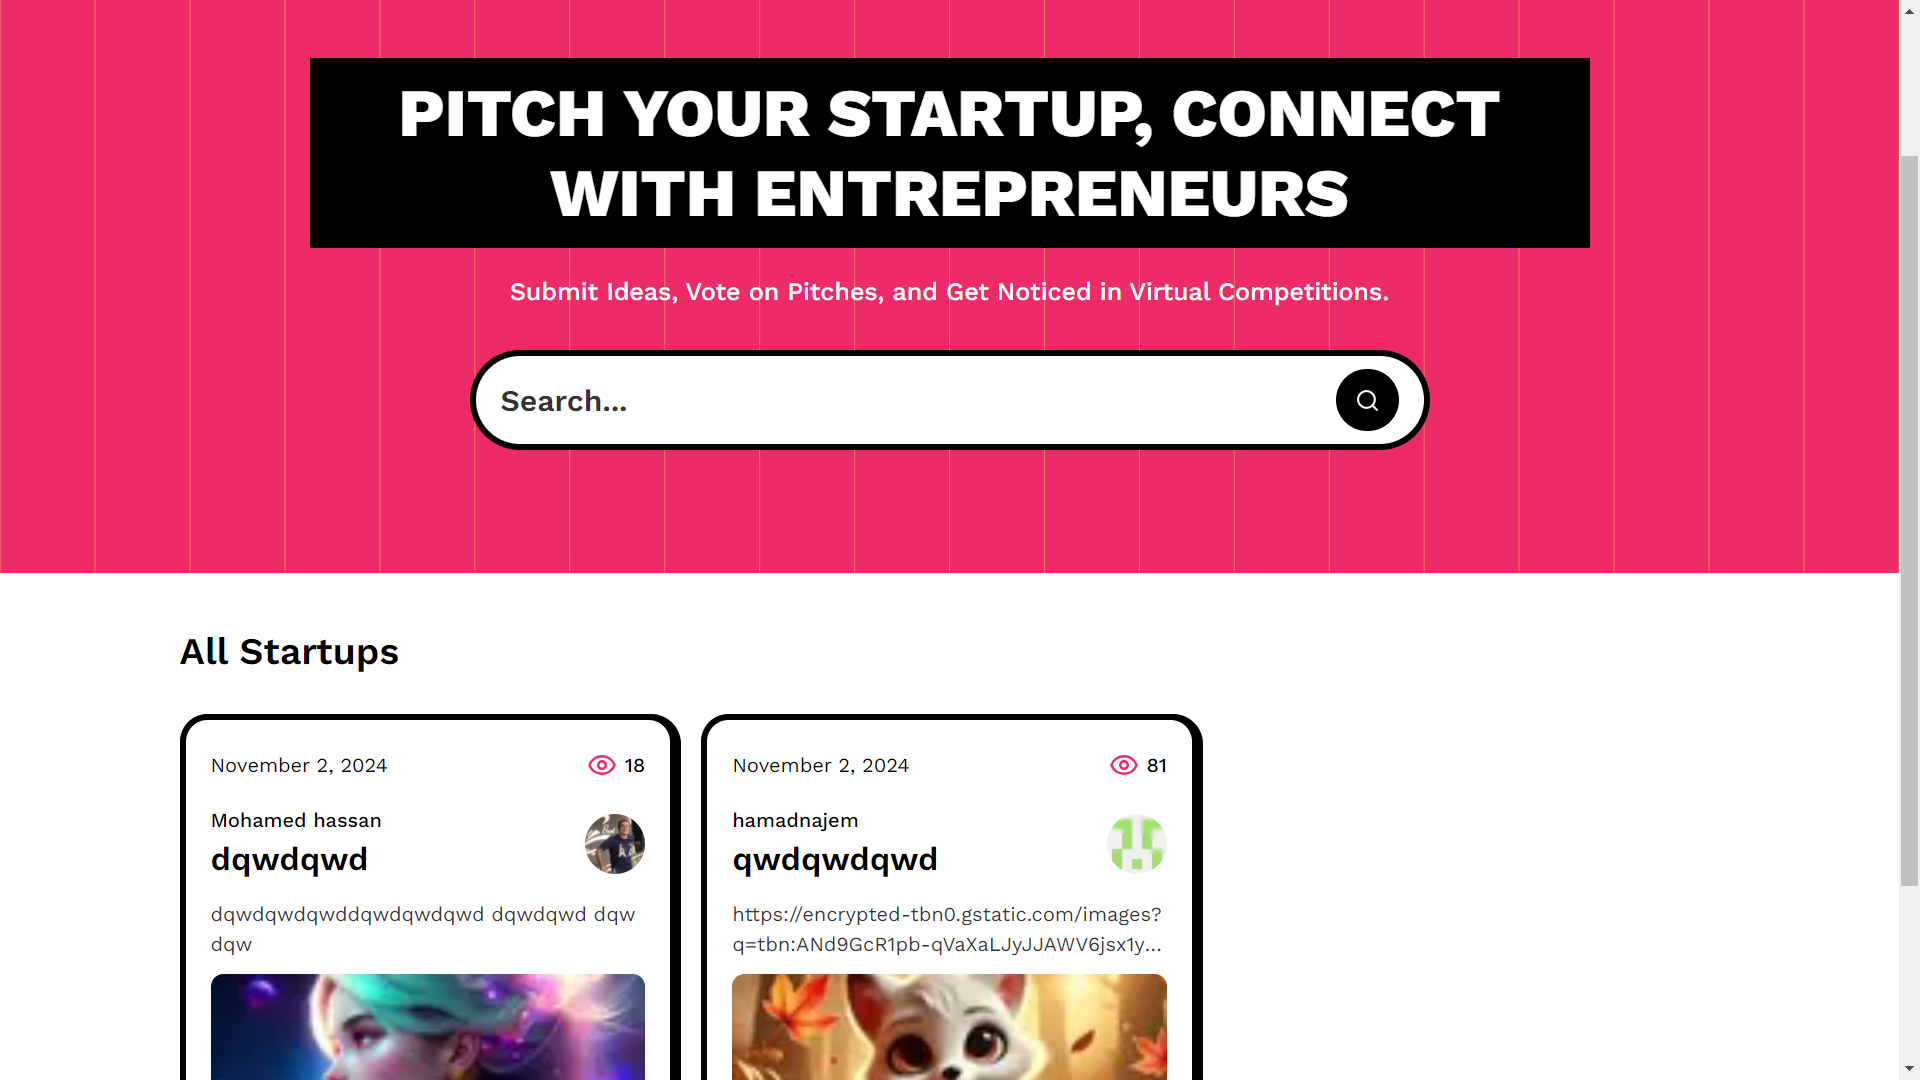 PITCH YOUR STARTUP, CONNECT
WITH ENTREPRENEURS
Submit Ideas, Vote on Pitches, and Get Noticed in Virtual Competitions.
Search...
All Startups
November 2, 2024
18
Mohamed hassan
dqwdqwd
dqwdqwdqwddqwdqwdqwd dqwdqwd dqw
dqw
November 2, 2024
81
hamadnajem
qwdqwdqwd
https://encrypted-tbn0.gstatic.com/images?
q=tbn:ANd9GcR1pb-qVaXaLJyJJAWV6jsx1y...